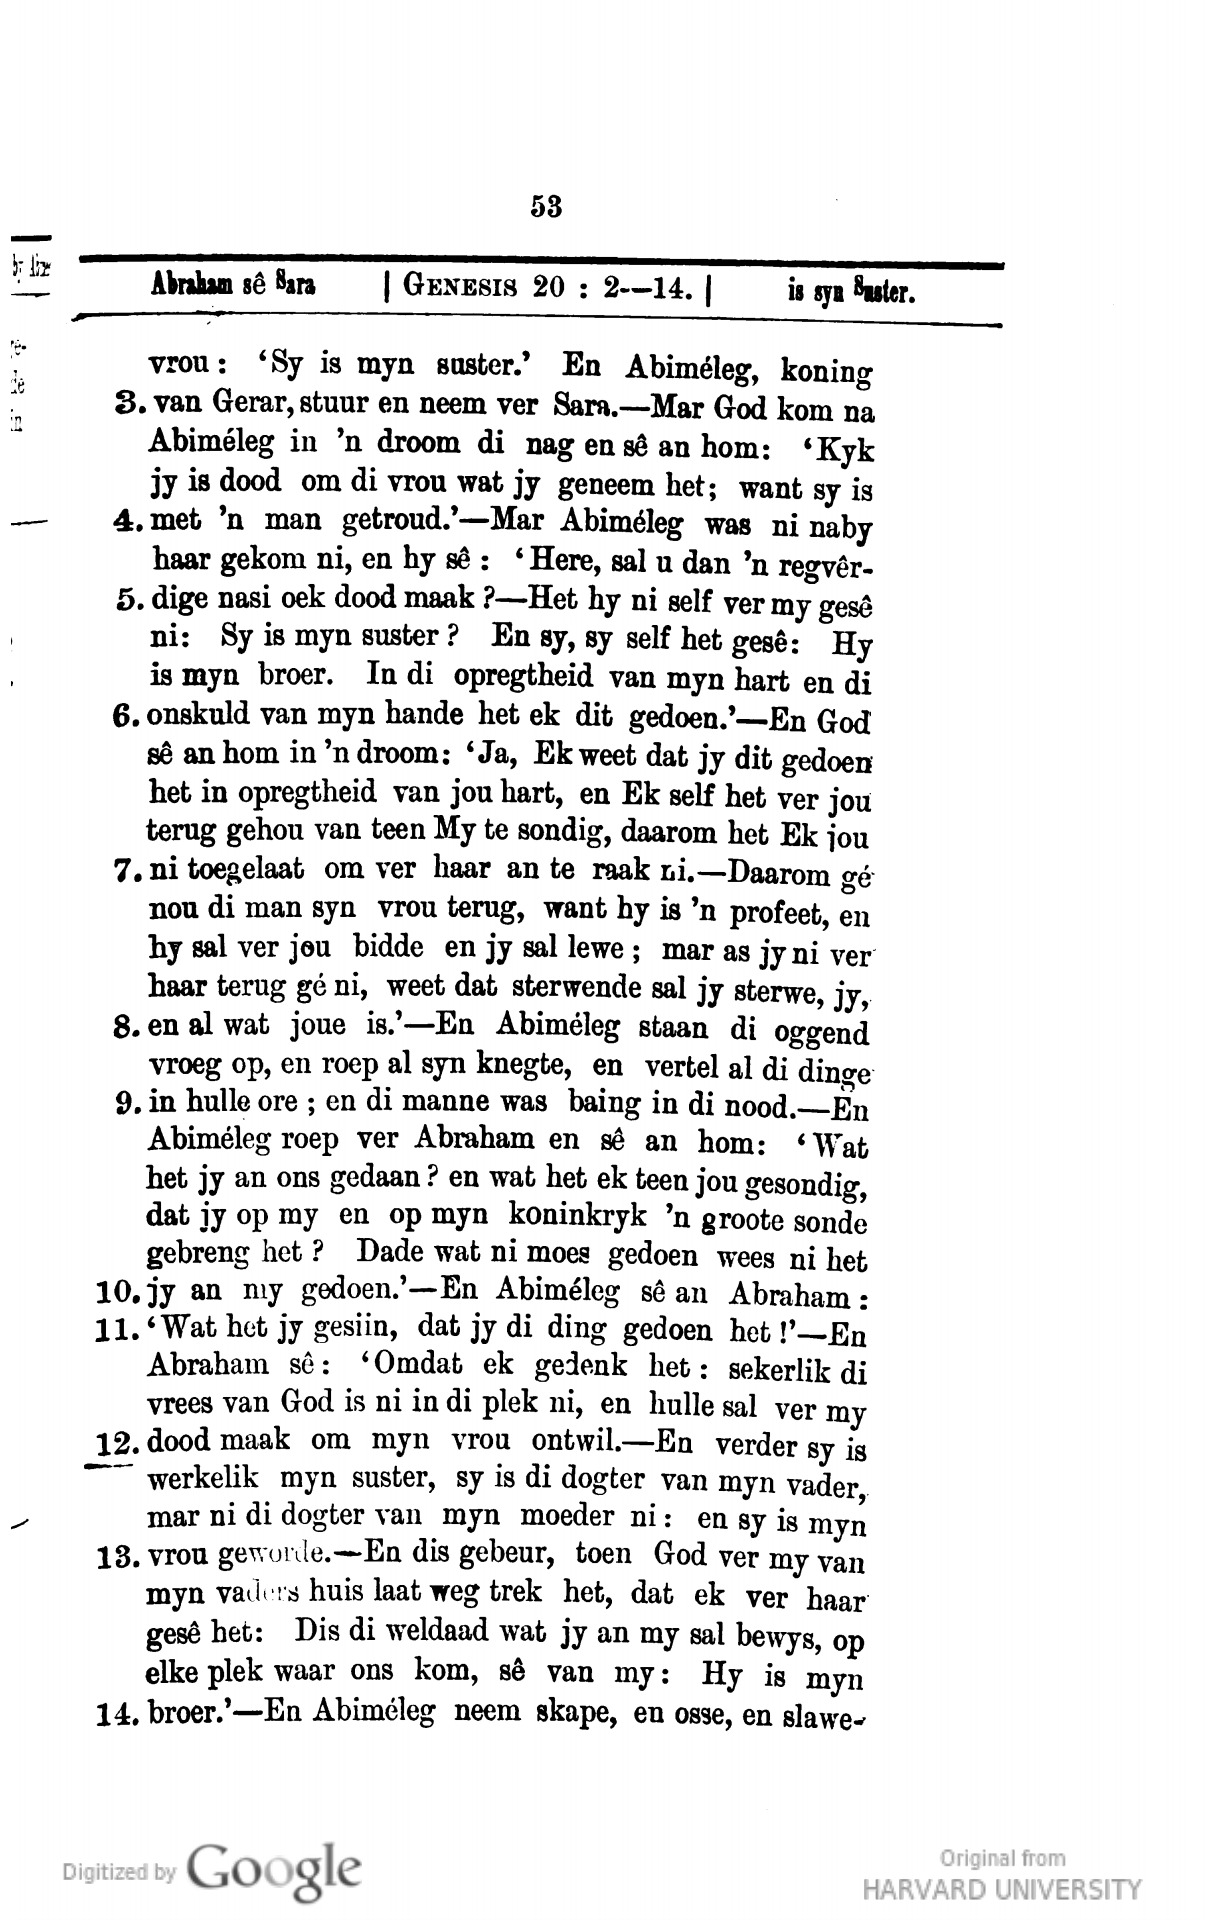 53
Abraham sê Sara | GENESIS 20 : 2--14. | is syn Suster.
vrou : ‘Sy is myn suster.’ En Abiméleg, koning
3. van Gerar, stuur en neem ver Sara.—Mar God kom na
Abiméleg in ’n droom di nag en sê an hom: ‘Kyk
jy is dood om di vrou wat jy geneem het; want sy is
4. met ’n man getroud.’—Mar Abiméleg was ni naby
haar gekom ni, en hy sê : ‘Here, sal u dan ’n regvêr-
5. dige nasi oek dood maak ?—Het hy ni self ver my gesê
ni: Sy is myn suster ? En sy, sy self het gesê: Hy
is myn broer. In di opregtheid van myn hart en di
6. onskuld van myn hande het ek dit gedoen.’—En God
sê an hom in ’n droom: ‘Ja, Ek weet dat jy dit gedoen
het in opregtheid van jou hart, en Ek self het ver jou
terug gehou van teen My te sondig, daarom het Ek jou
7. ni toegelaat om ver haar an te raak ni.—Daarom gé
nou di man syn vrou terug, want hy is ’n profeet, en
hy sal ver jou bidde en jy sal lewe ; mar as jy ni ver
haar terug gé ni, weet dat sterwende sal jy sterwe, jy,
8. en al wat joue is.’—En Abiméleg staan di oggend
vroeg op, en roep al syn knegte, en vertel al di dinge
9. in hulle ore ; en di manne was baing in di nood.—En
Abiméleg roep ver Abraham en sê an hom: ‘Wat
het jy an ons gedaan ? en wat het ek teen jou gesondig,
dat jy op my en op myn koninkryk ’n groote sonde
gebreng het ? Dade wat ni moes gedoen wees ni het
10. jy an my gedoen.’—En Abiméleg sê an Abraham :
11. ‘Wat het jy gesiin, dat jy di ding gedoen het !’—En
Abraham sê : ‘Omdat ek gedenk het : sekerlik di
vrees van God is ni in di plek ni, en hulle sal ver my
12. dood maak om myn vrou ontwil.—En verder sy is
werkelik myn suster, sy is di dogter van myn vader,
mar ni di dogter van myn moeder ni : en sy is myn
13. vrou geworde.—En dis gebeur, toen God ver my van
myn vaders huis laat weg trek het, dat ek ver haar
gesê het: Dis di weldaad wat jy an my sal bewys, op
elke plek waar ons kom, sê van my: Hy is myn
14. broer.’—En Abiméleg neem skape, en osse, en slawe-
Digitized by Google
Original from
HARVARD UNIVERSITY